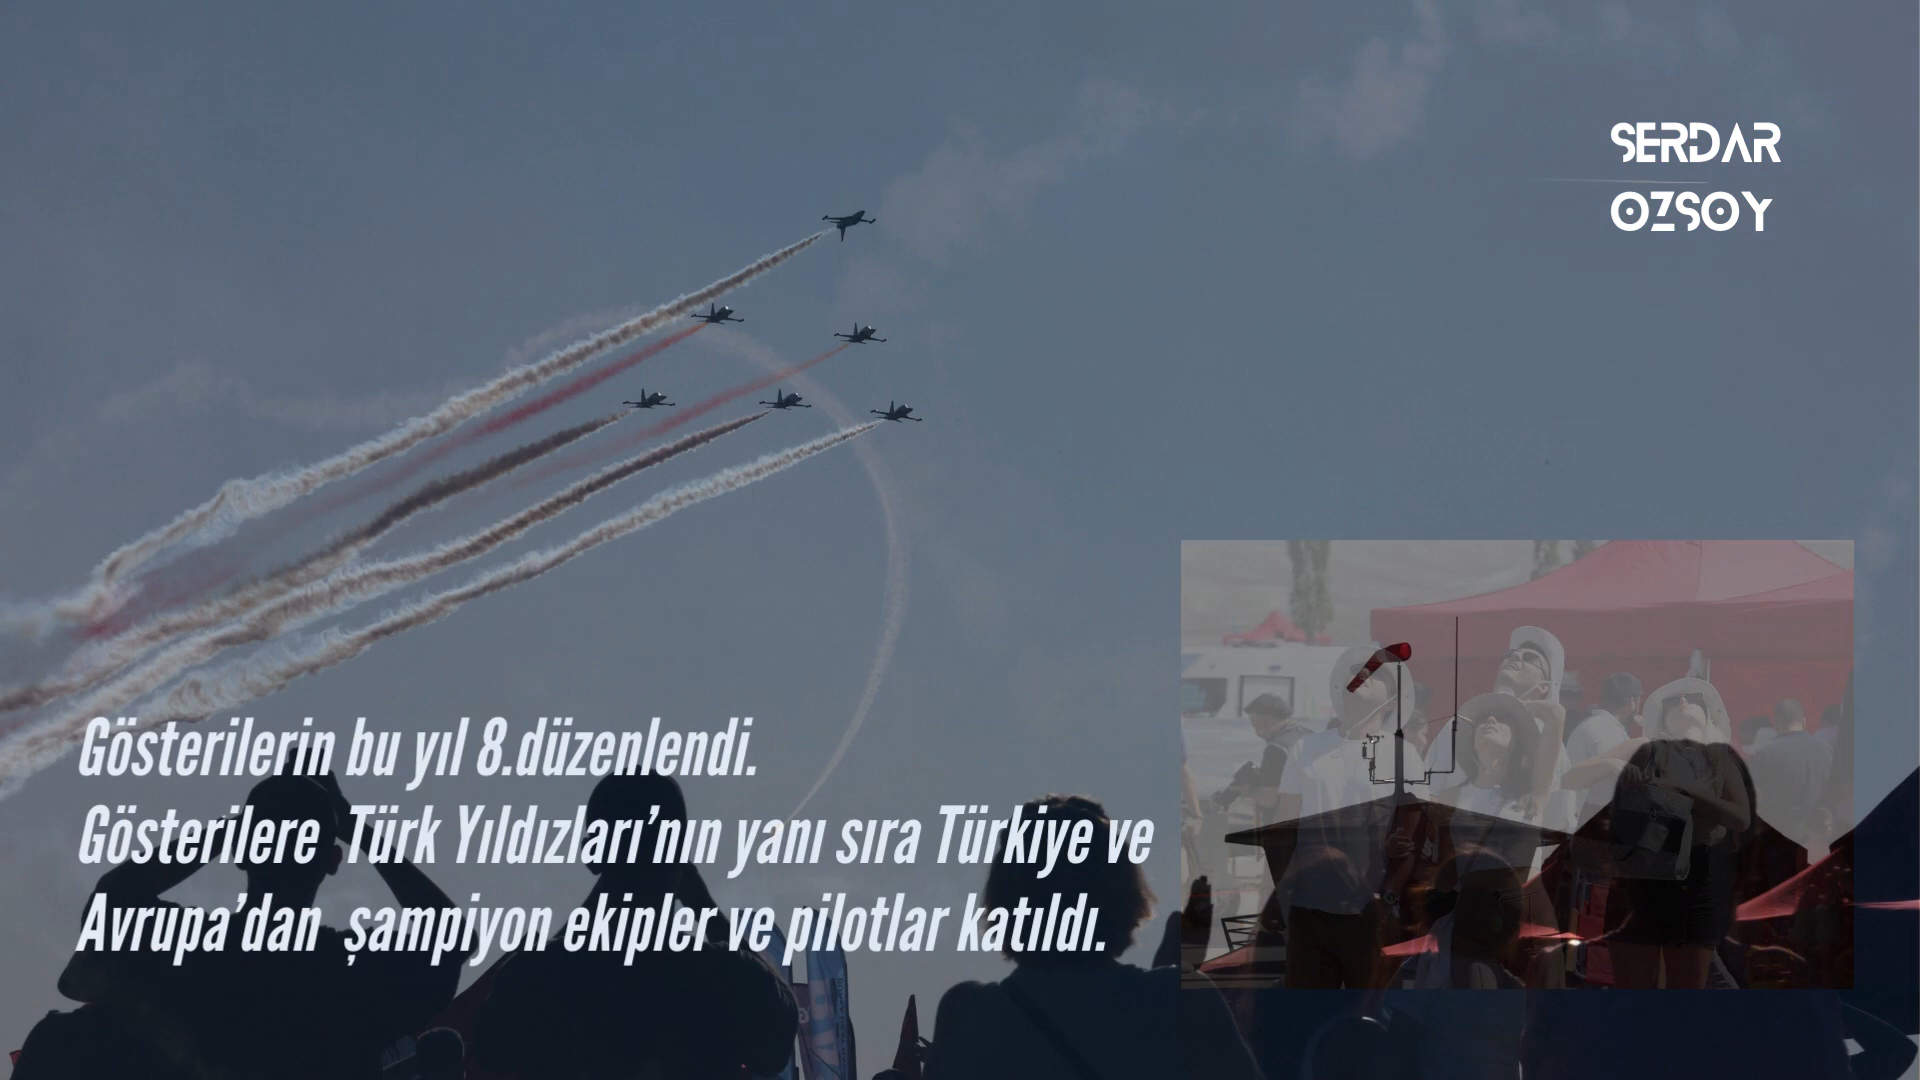 SERDAR
OZSOY
Gösterilerin bu yıl 8.düzenlendi.
Gösterilere Türk Yıldızları’nın yanı sıra Türkiye ve
Avrupa’dan şampiyon ekipler ve pilotlar katıldı.